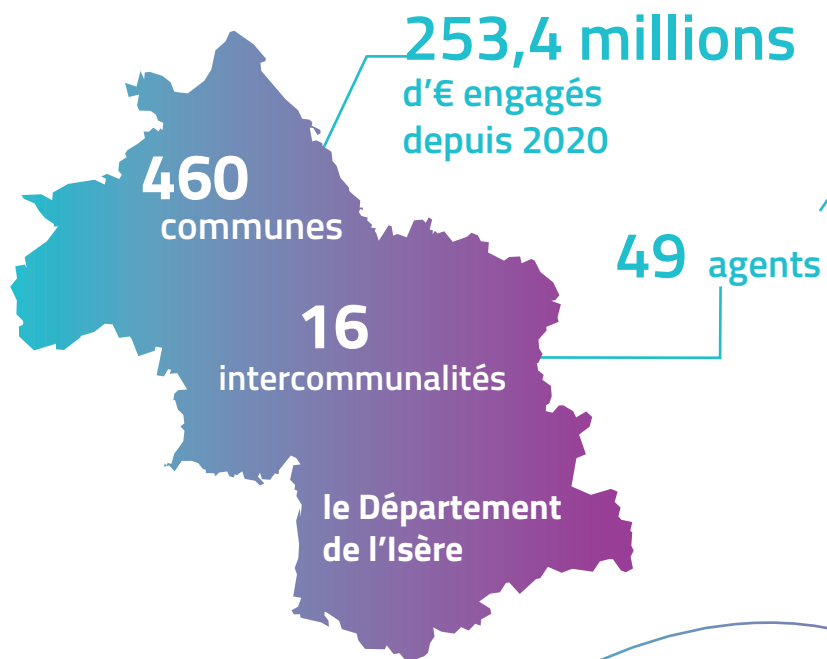 253,4 millions
d'€ engagés
depuis 2020
460
communes
49 agents
16
intercommunalités
le Département
de l'Isère